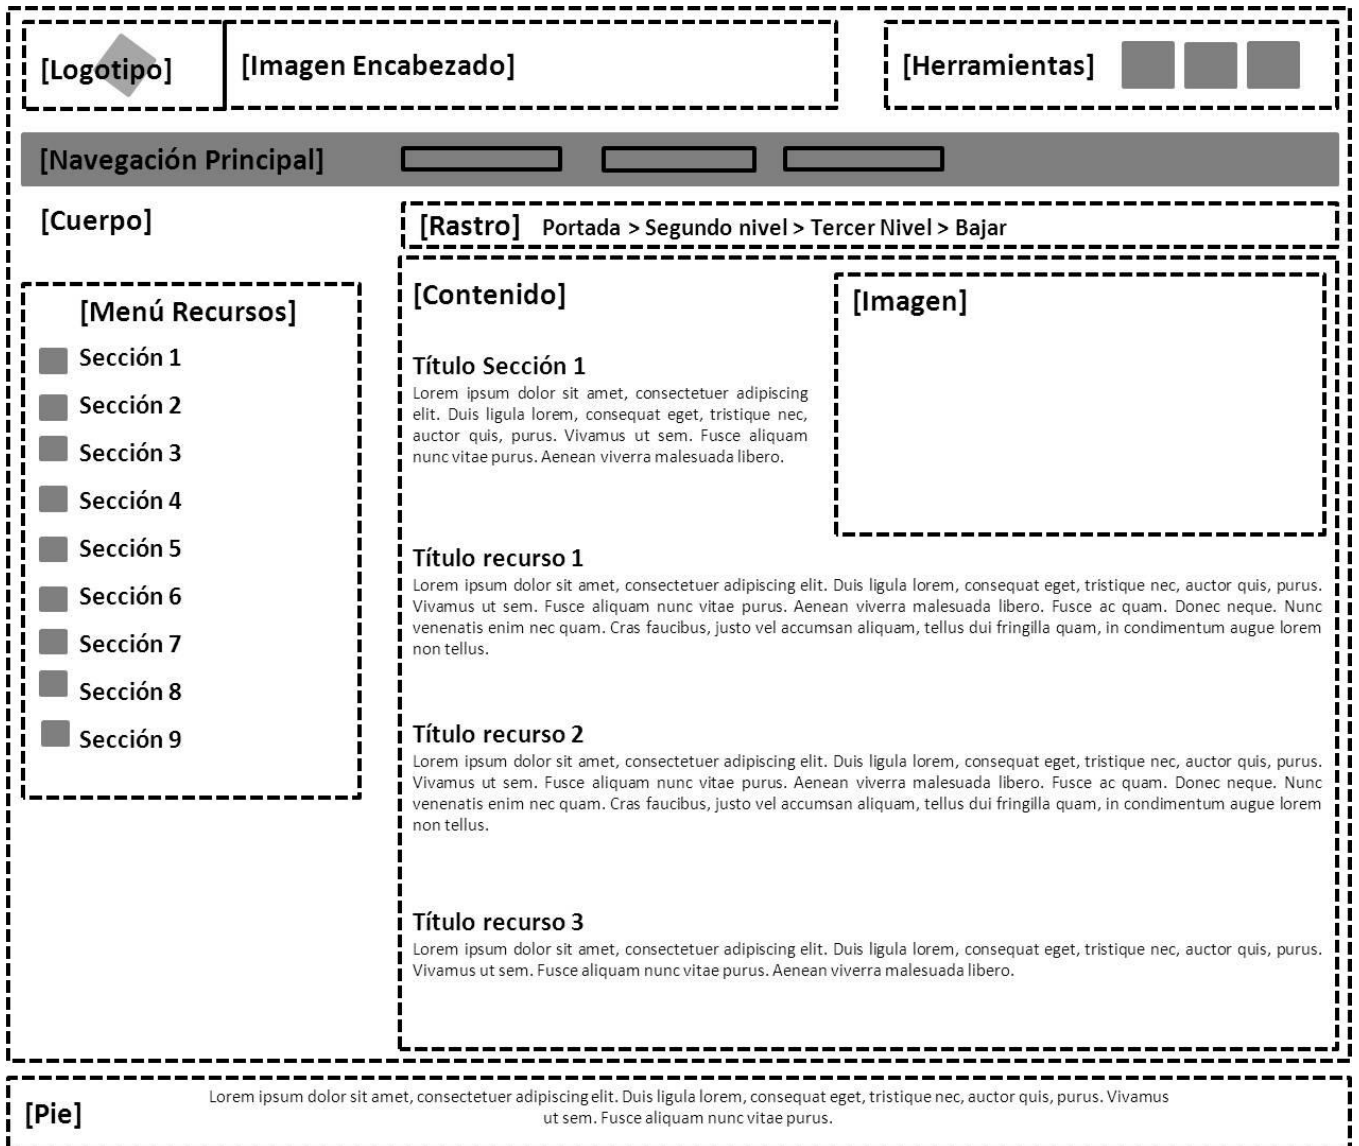 [Logotipo]
[Imagen Encabezado]
[Herramientas]
[Navegación Principal]
[Cuerpo]
[Rastro] Portada > Segundo nivel > Tercer Nivel > Bajar
[Menú Recursos]
Sección 1
Sección 2
Sección 3
Sección 4
Sección 5
Sección 6
Sección 7
Sección 8
Sección 9
[Contenido]
[Imagen]
Título Sección 1
Lorem ipsum dolor sit amet, consectetuer adipiscing
elit. Duis ligula lorem, consequat eget, tristique nec,
auctor quis, purus. Vivamus ut sem. Fusce aliquam
nunc vitae purus. Aenean viverra malesuada libero.
Título recurso 1
Lorem ipsum dolor sit amet, consectetuer adipiscing elit. Duis ligula lorem, consequat eget, tristique nec, auctor quis, purus.
Vivamus ut sem. Fusce aliquam nunc vitae purus. Aenean viverra malesuada libero. Fusce ac quam. Donec neque. Nunc
venenatis enim nec quam. Cras faucibus, justo vel accumsan aliquam, tellus dui fringilla quam, in condimentum augue lorem
non tellus.
Título recurso 2
Lorem ipsum dolor sit amet, consectetuer adipiscing elit. Duis ligula lorem, consequat eget, tristique nec, auctor quis, purus.
Vivamus ut sem. Fusce aliquam nunc vitae purus. Aenean viverra malesuada libero. Fusce ac quam. Donec neque. Nunc
venenatis enim nec quam. Cras faucibus, justo vel accumsan aliquam, tellus dui fringilla quam, in condimentum augue lorem
non tellus.
Título recurso 3
Lorem ipsum dolor sit amet, consectetuer adipiscing elit. Duis ligula lorem, consequat eget, tristique nec, auctor quis, purus.
Vivamus ut sem. Fusce aliquam nunc vitae purus. Aenean viverra malesuada libero.
[Pie]
Lorem ipsum dolor sit amet, consectetuer adipiscing elit. Duis ligula lorem, consequat eget, tristique nec, auctor quis, purus. Vivamus
ut sem. Fusce aliquam nunc vitae purus.